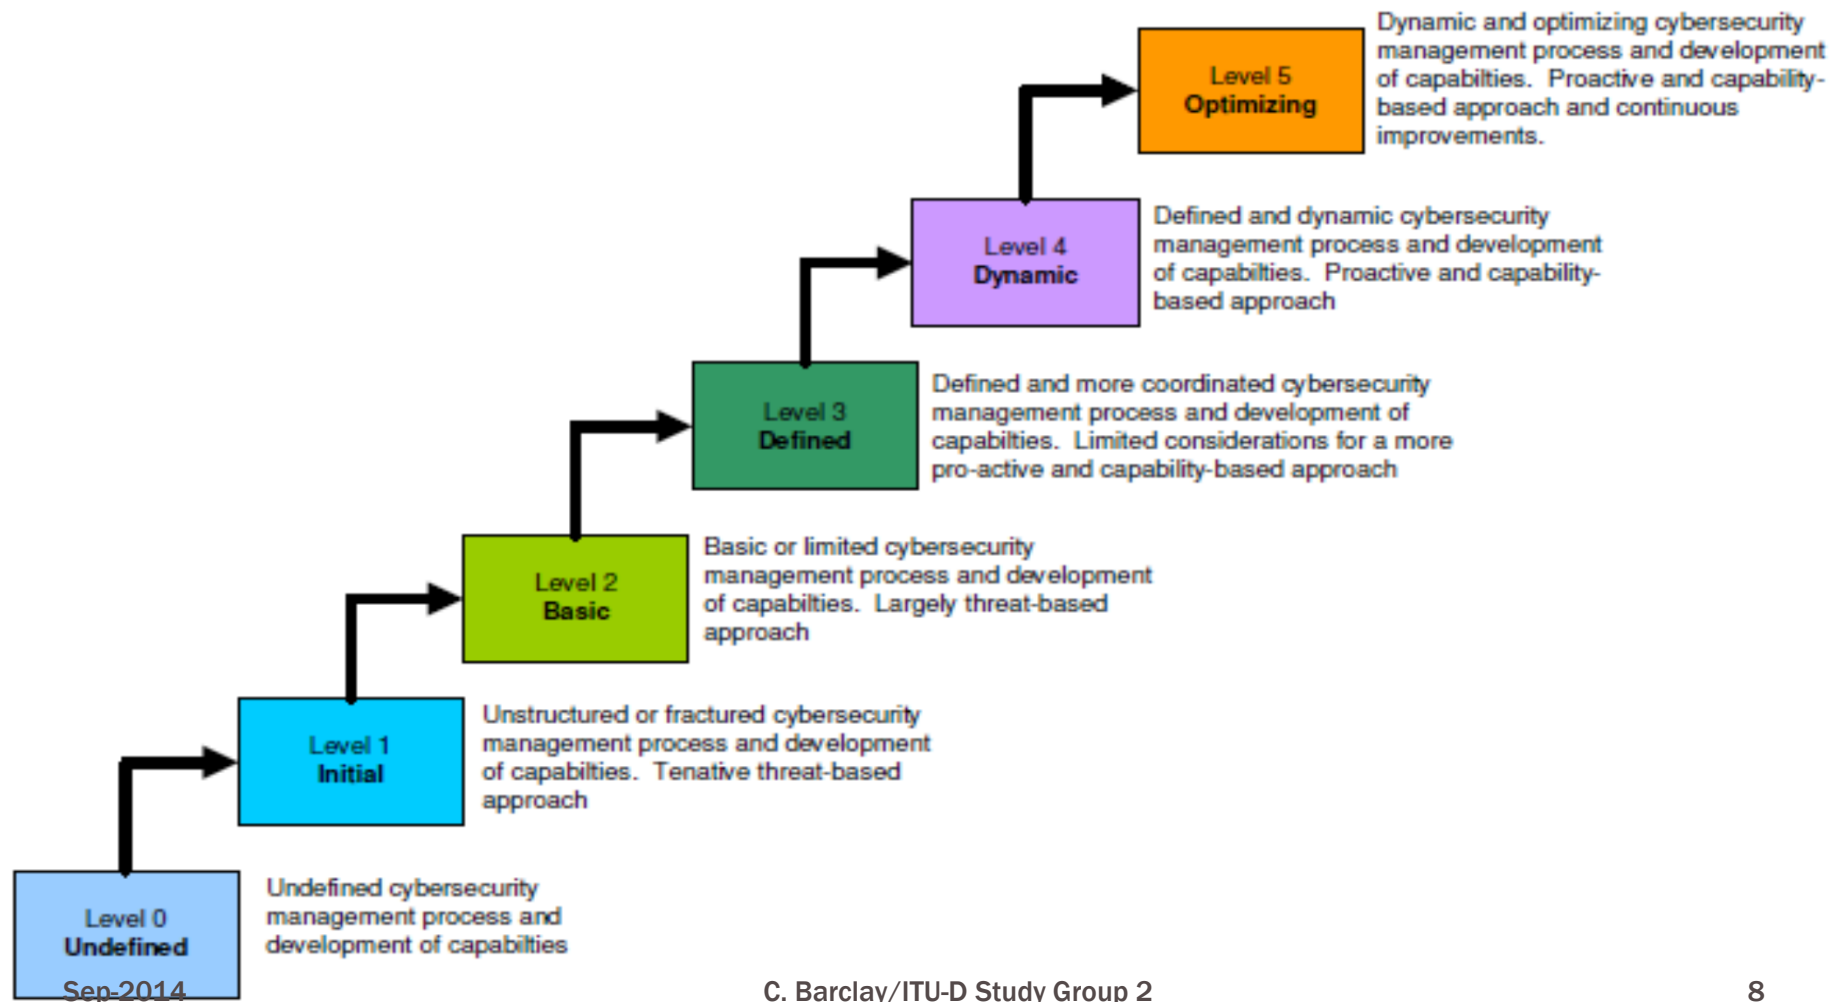 Level 5
Optimizing
Dynamic and optimizing cybersecurity
management process and development
of capabilties.  Proactive and capability-
based approach and continuous
improvements.
Level 4
Dynamic
Defined and dynamic cybersecurity
management process and development
of capabilties.  Proactive and capability-
based approach
Level 3
Defined
Defined and more coordinated cybersecurity
management process and development of
capabilties.  Limited considerations for a more
pro-active and capability-based approach
Level 2
Basic
Basic or limited cybersecurity
management process and development
of capabilties.  Largely threat-based
approach
Level 1
Initial
Unstructured or fractured cybersecurity
management process and development
of capabilties.  Tenative threat-based
approach
Level 0
Undefined
Undefined cybersecurity
management process and
development of capabilties
Sep-2014
C. Barclay/ITU-D Study Group 2
8